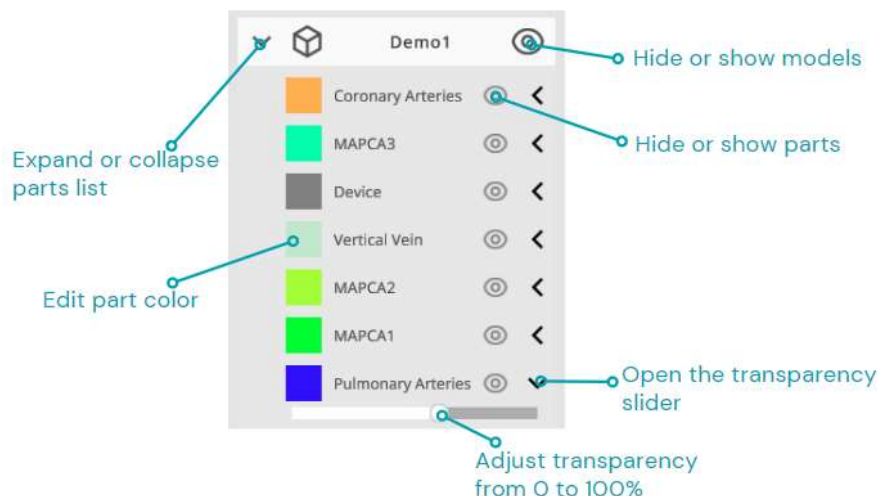 Demo1
Hide or show models
Coronary Arteries
Hide or show parts
MAPCA3
Expand or collapse
parts list
Device
Vertical Vein
Edit part color
MAPCA2
MAPCA1
Pulmonary Arteries
Open the transparency
slider
Adjust transparency
from 0 to 100%